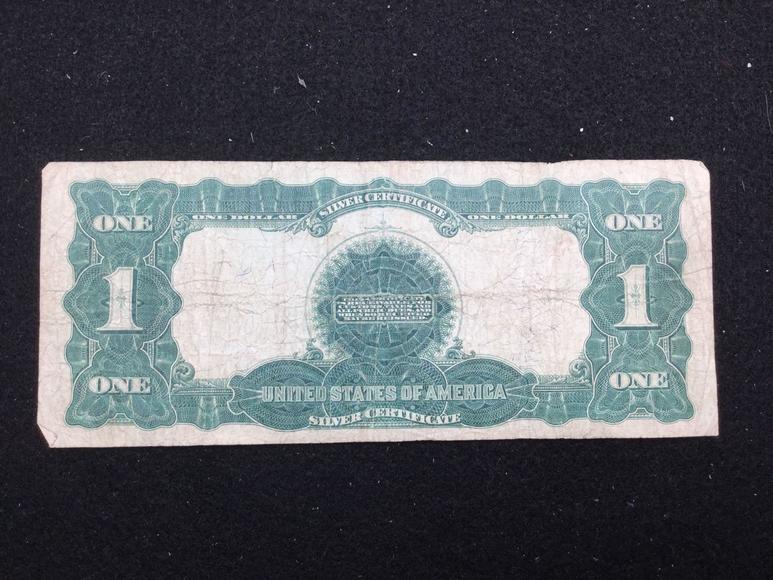 SILVER CERTIFICATE
ONE ONE DOLLAR ONE DOLLAR ONE
1 1
ONE UNITED STATES OF AMERICA ONE
SILVER CERTIFICATE